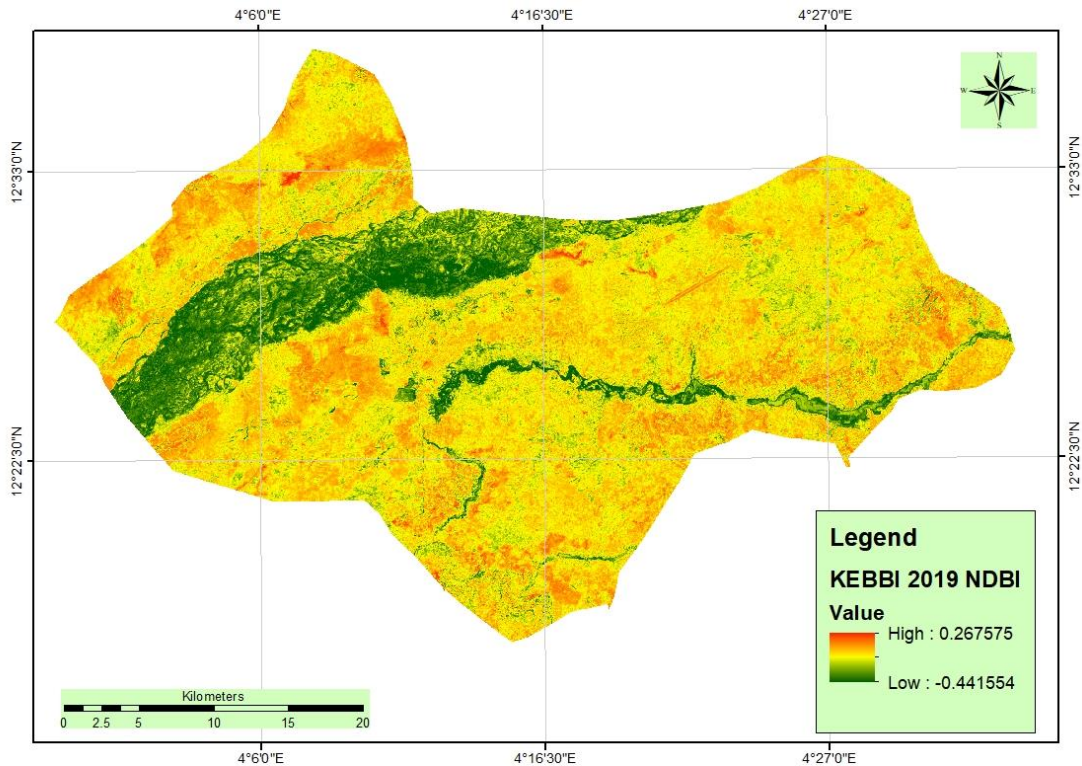 4°6'0"E 4°16'30"E 4°27'0"E
N
W E
S
12°33'0"N 12°33'0"N
12°22'30"N 12°22'30"N
Legend
KEBBI 2019 NDBI
Value
High : 0.267575
Low : -0.441554
Kilometers
0 2.5 5 10 15 20
4°6'0"E 4°16'30"E 4°27'0"E